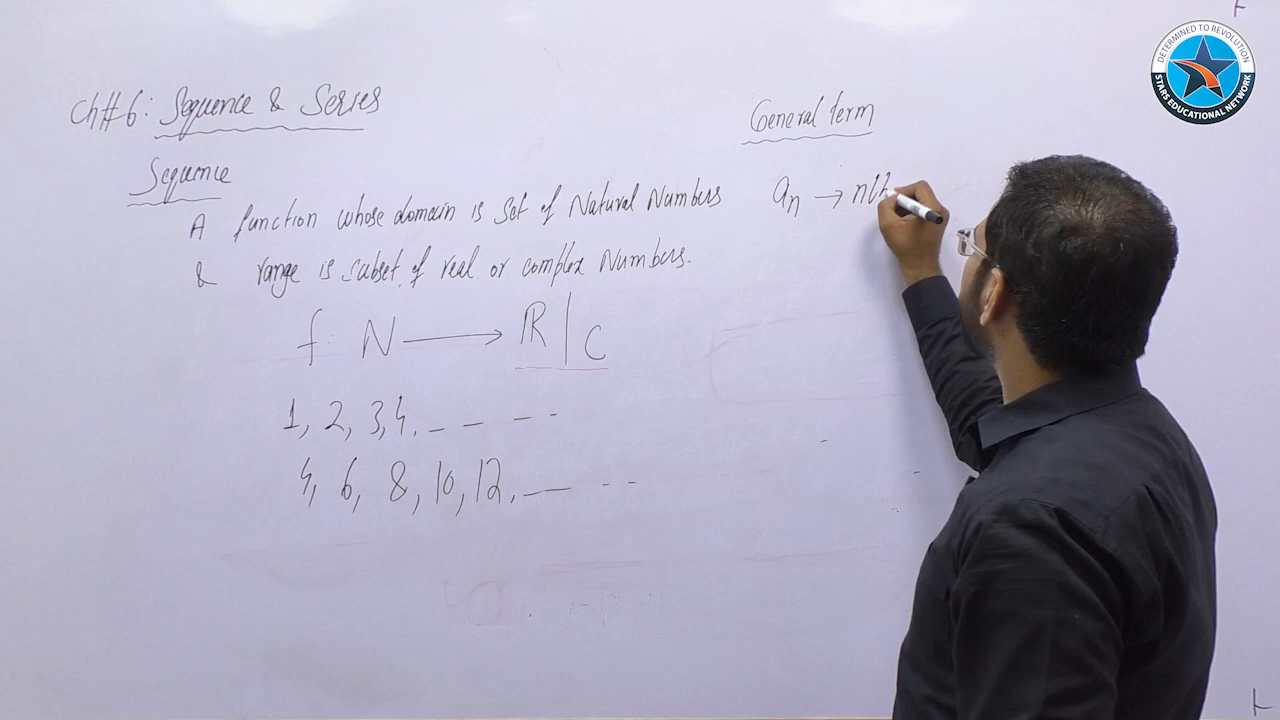 Ch#6: Sequence & Series
Sequence
A function whose domain is set of Natural Numbers
& range is subset of real or complex Numbers.
f: N → R | C
1, 2, 3, 4, _ _ _ -
4, 6, 8, 10, 12, _ - -
General term
aₙ → nth
DETERMINED TO REVOLUTION
STARS EDUCATIONAL NETWORK